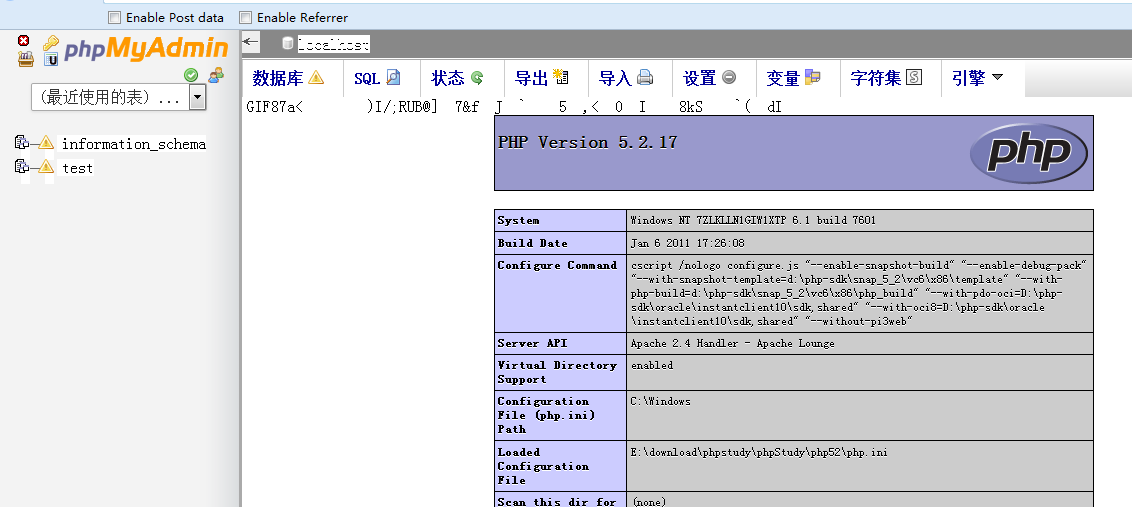 Enable Post data Enable Referrer
phpMyAdmin
(最近使用的表) ...
information_schema
test
localhost
数据库 SQL 状态 导出 导入 设置 变量 字符集 引擎
GIF87a< )I/;RUB@] 7&f J ` 5 ,< 0 I 8kS `( dI
PHP Version 5.2.17
php
System Windows NT 7ZLKLLN1GIW1XTP 6.1 build 7601
Build Date Jan 6 2011 17:26:08
Configure Command cscript /nologo configure.js "--enable-snapshot-build" "--enable-debug-pack"
"--with-snapshot-template=d:\php-sdk\snap_5_2\vc6\x86\template" "--with-
php-build=d:\php-sdk\snap_5_2\vc6\x86\php_build" "--with-pdo-oci=D:\php-
sdk\oracle\instantclient10\sdk,shared" "--with-oci8=D:\php-sdk\oracle
\instantclient10\sdk,shared" "--without-pi3web"
Server API Apache 2.4 Handler - Apache Lounge
Virtual Directory enabled
Support
Configuration C:\Windows
File (php.ini)
Path
Loaded E:\download\phpstudy\phpStudy\php52\php.ini
Configuration
File
Scan this dir for (none)